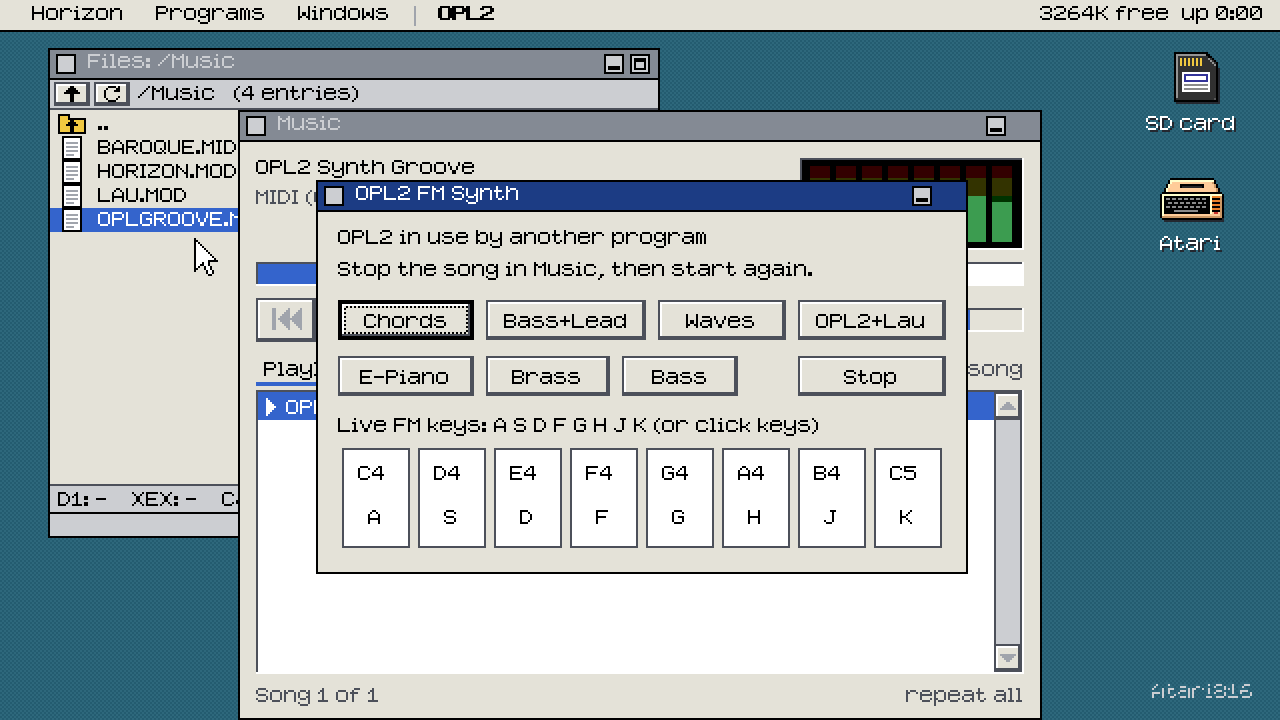 Horizon Programs Windows | OPL2 3264K free up 0:00
Files: /Music
/Music (4 entries)
..
BAROQUE.MID
HORIZON.MOD
LAU.MOD
OPLGROOVE.M
D1: - XEX: -
Music
OPL2 Synth Groove
MIDI (
OPL2 FM Synth
OPL2 in use by another program
Stop the song in Music, then start again.
Chords Bass+Lead Waves OPL2+Lau
E-Piano Brass Bass Stop
Live FM keys: A S D F G H J K (or click keys)
C4 D4 E4 F4 G4 A4 B4 C5
A S D F G H J K
Playl
song
OPL
Song 1 of 1 repeat all
SD card
Atari
Atari816